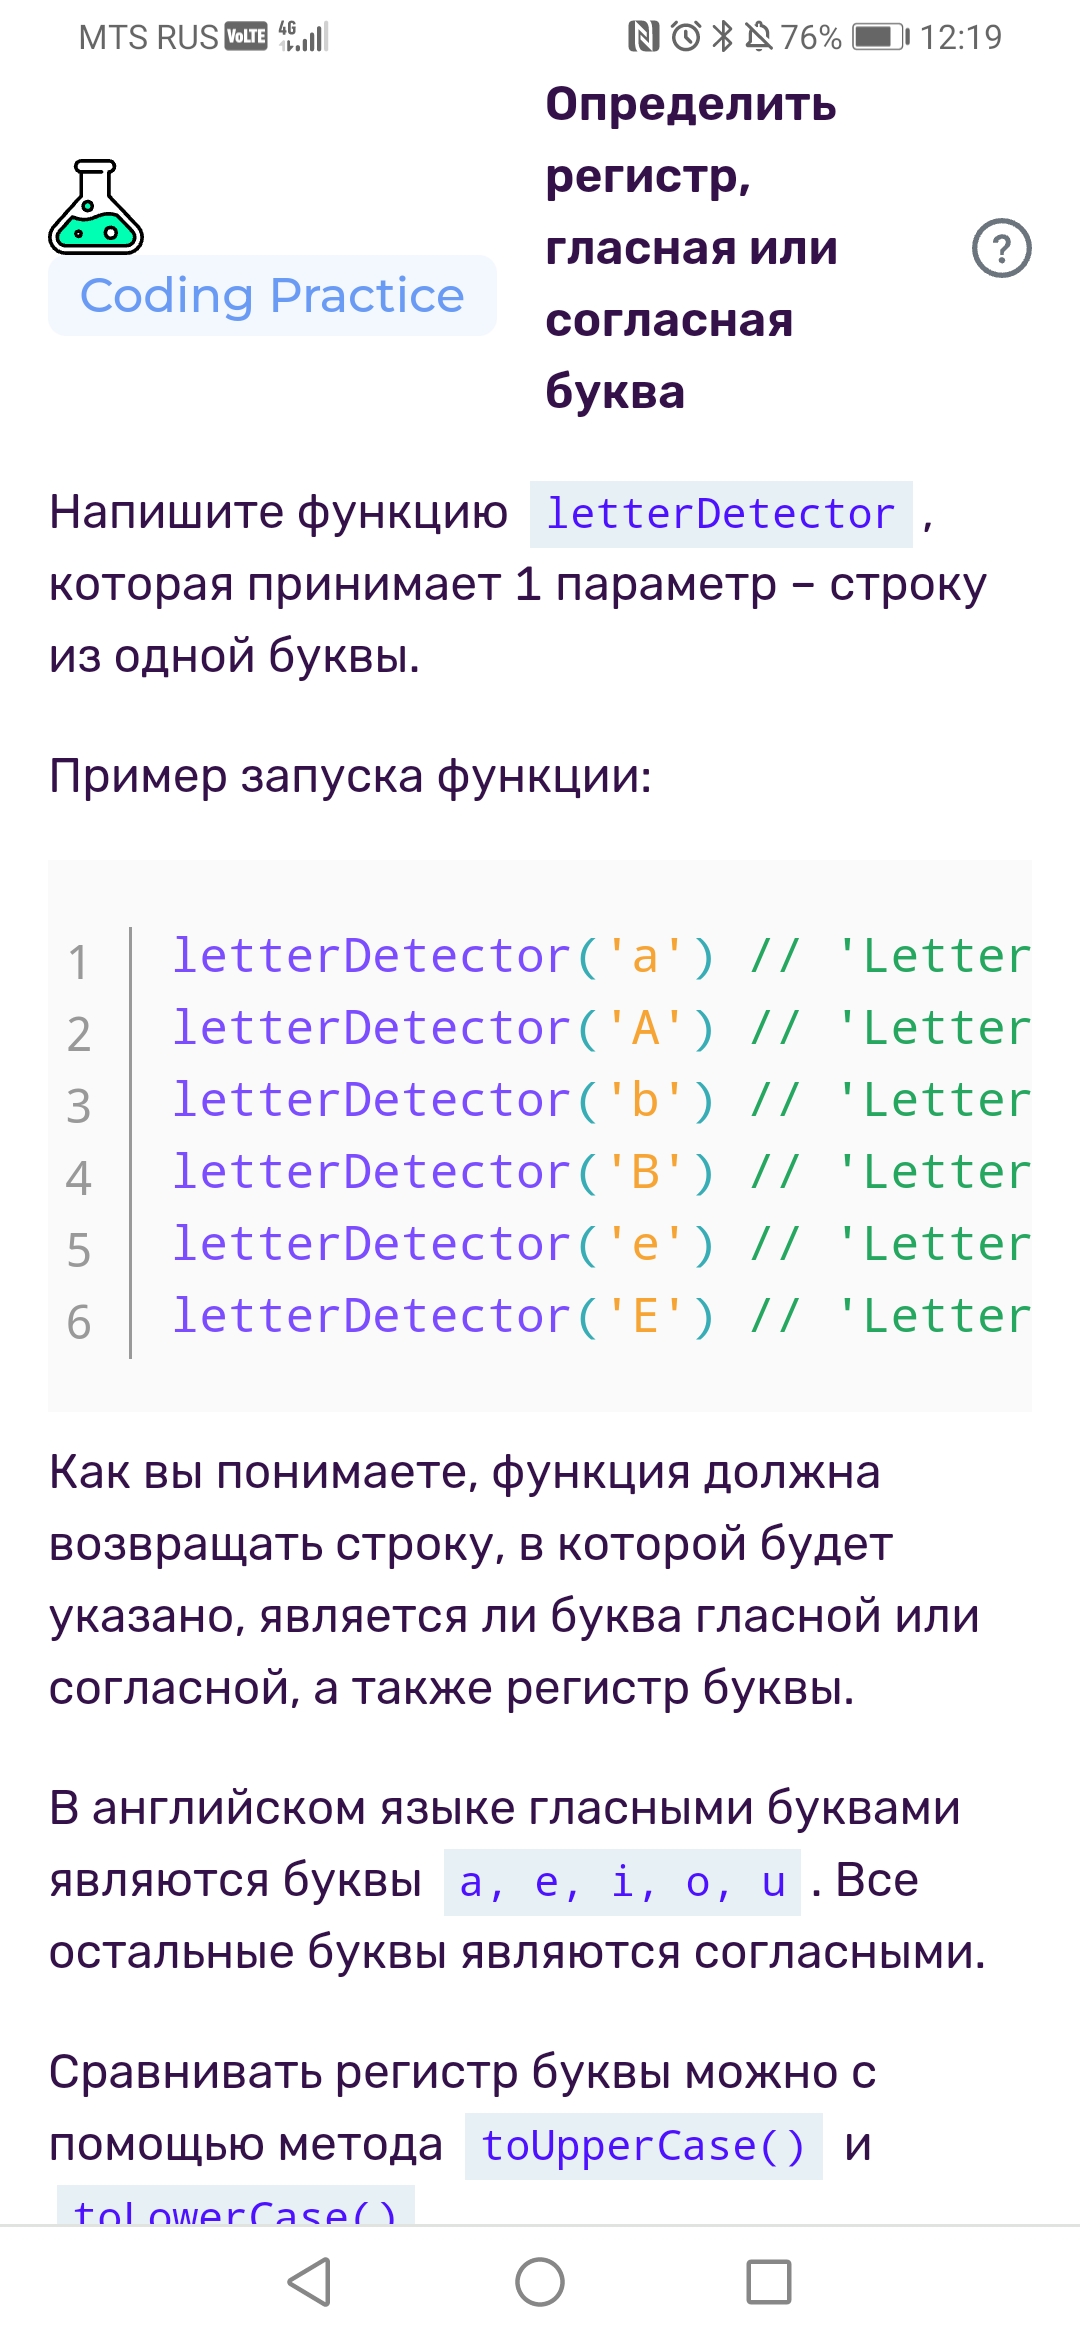 MTS RUS VoLTE 4G 76% 12:19
Определить
регистр,
гласная или
согласная
буква
?
Coding Practice
Напишите функцию letterDetector ,
которая принимает 1 параметр – строку
из одной буквы.
Пример запуска функции:
1 letterDetector('a') // 'Letter
2 letterDetector('A') // 'Letter
3 letterDetector('b') // 'Letter
4 letterDetector('B') // 'Letter
5 letterDetector('e') // 'Letter
6 letterDetector('E') // 'Letter
Как вы понимаете, функция должна
возвращать строку, в которой будет
указано, является ли буква гласной или
согласной, а также регистр буквы.
В английском языке гласными буквами
являются буквы a, e, i, o, u . Все
остальные буквы являются согласными.
Сравнивать регистр буквы можно с
помощью метода toUpperCase() и
toLowerCase()